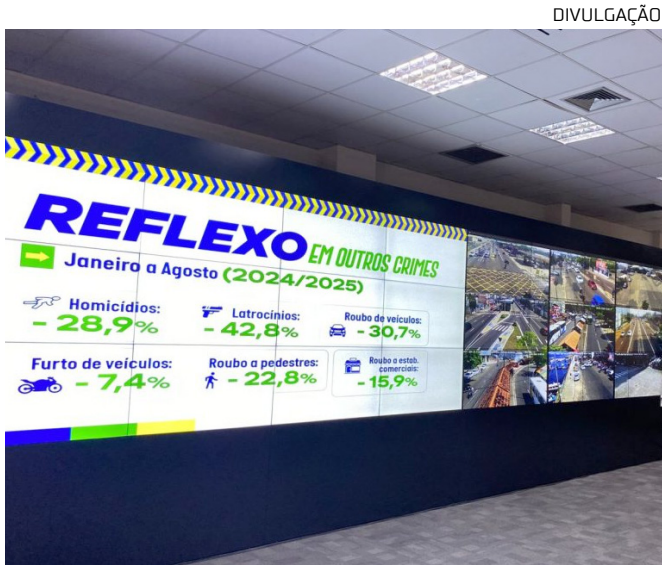 DIVULGAÇÃO
REFLEXO EM OUTROS CRIMES
Janeiro a Agosto (2024/2025)
Homicídios:
- 28,9%
Latrocínios:
- 42,8%
Roubo de veículos:
- 30,7%
Furto de veículos:
- 7,4%
Roubo a pedestres:
- 22,8%
Roubo a estab.
comerciais:
- 15,9%